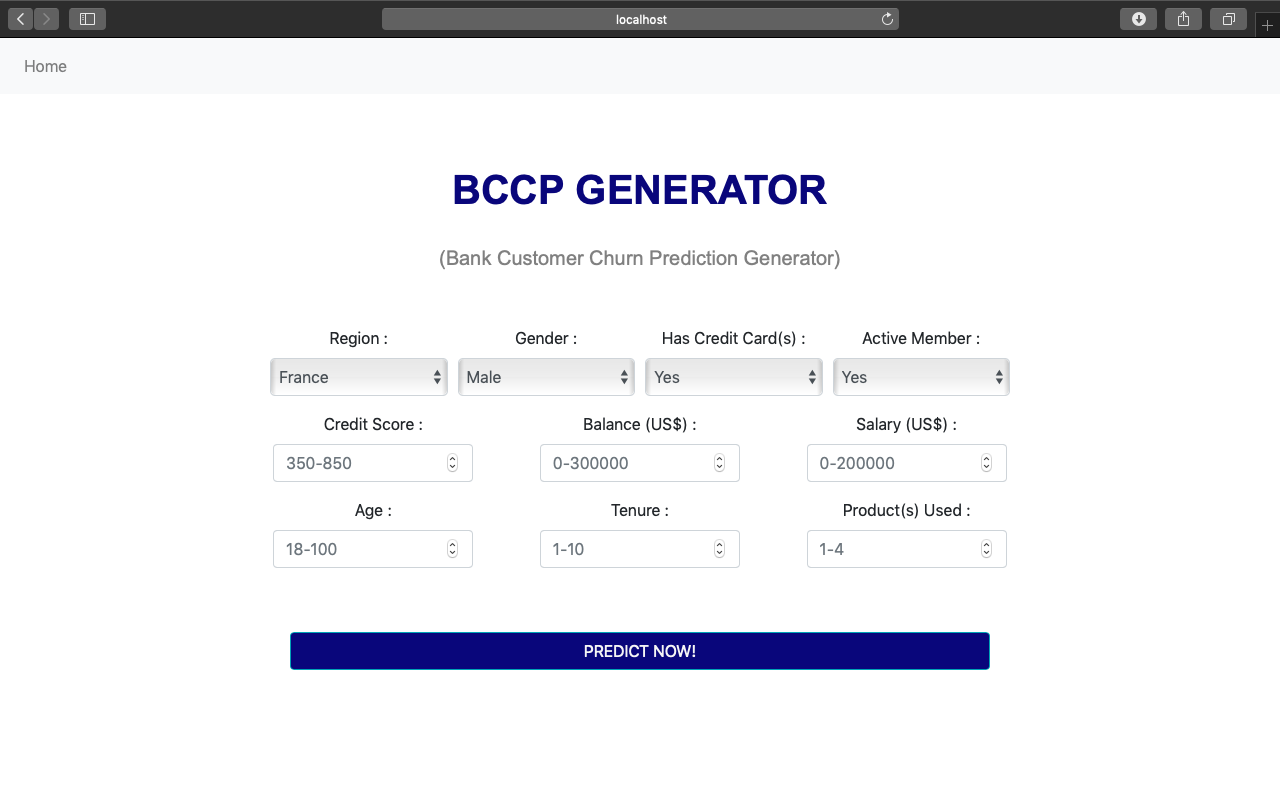 localhost
Home
BCCP GENERATOR
(Bank Customer Churn Prediction Generator)
Region : Gender : Has Credit Card(s) : Active Member :
France Male Yes Yes
Credit Score : Balance (US$) : Salary (US$) :
350-850 0-300000 0-200000
Age : Tenure : Product(s) Used :
18-100 1-10 1-4
PREDICT NOW!